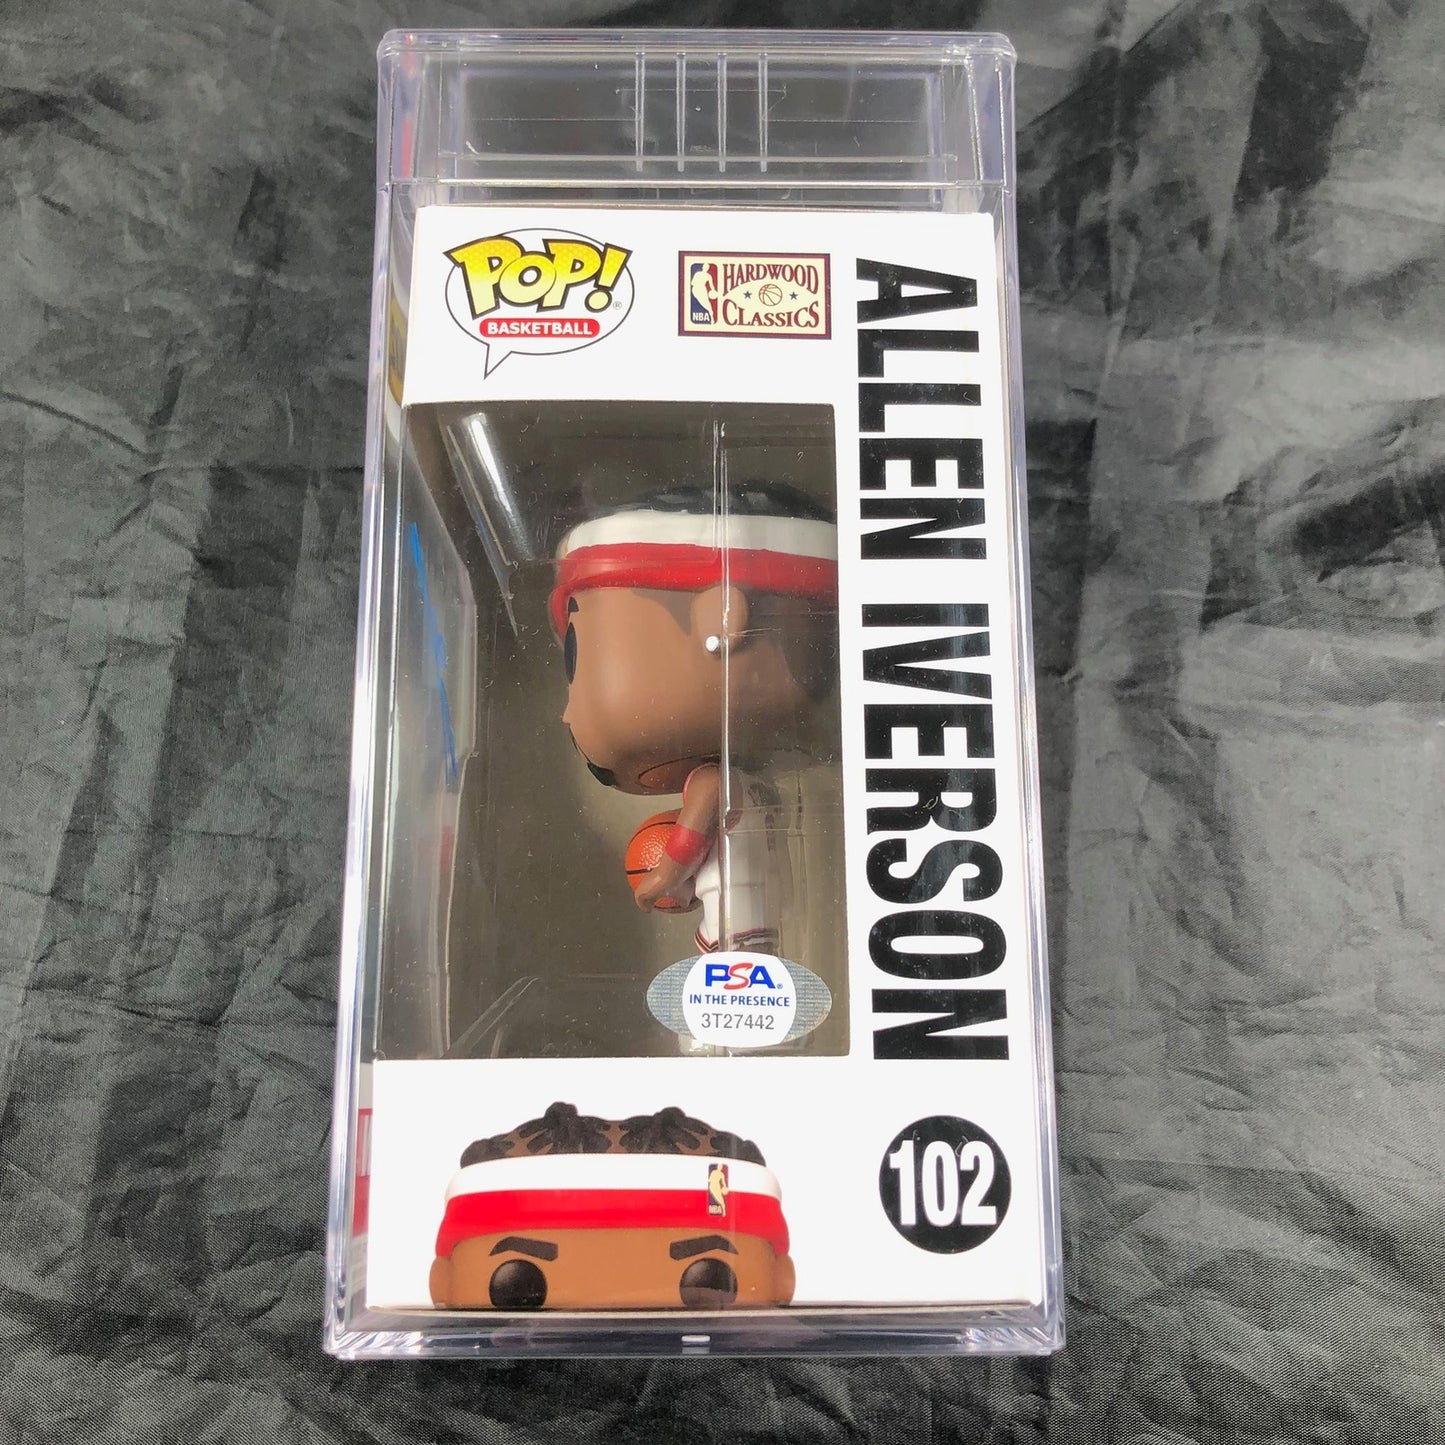 POP!®
BASKETBALL
NBA
HARDWOOD
CLASSICS
ALLEN IVERSON
PSA®
IN THE PRESENCE
3T27442
NBA
102